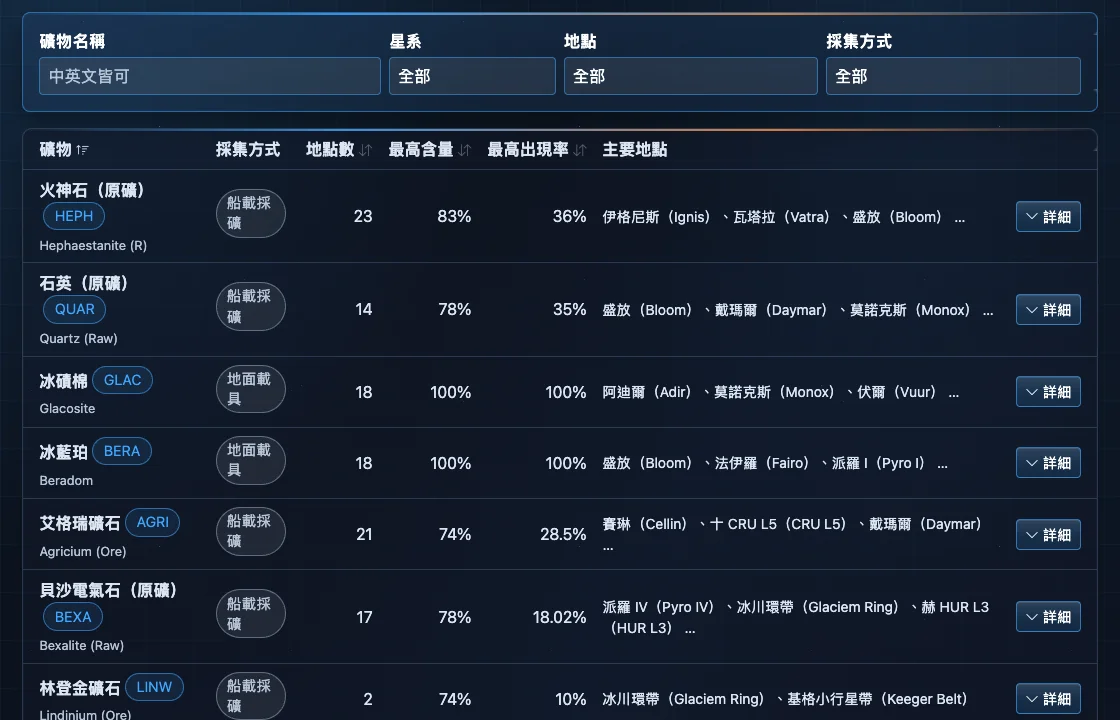 礦物名稱 星系 地點 採集方式
中英文皆可 全部 全部 全部
礦物 採集方式 地點數 最高含量 最高出現率 主要地點
火神石（原礦）
HEPH
Hephaestanite (R)
船載採
礦
23 83% 36% 伊格尼斯（Ignis）、瓦塔拉（Vatra）、盛放（Bloom） ... 詳細
石英（原礦）
QUAR
Quartz (Raw)
船載採
礦
14 78% 35% 盛放（Bloom）、戴瑪爾（Daymar）、莫諾克斯（Monox） ... 詳細
冰磧棉 GLAC
Glacosite
地面載
具
18 100% 100% 阿迪爾（Adir）、莫諾克斯（Monox）、伏爾（Vuur） ... 詳細
冰藍珀 BERA
Beradom
地面載
具
18 100% 100% 盛放（Bloom）、法伊羅（Fairo）、派羅 I（Pyro I） ... 詳細
艾格瑞礦石 AGRI
Agricium (Ore)
船載採
礦
21 74% 28.5% 賽琳（Cellin）、十 CRU L5（CRU L5）、戴瑪爾（Daymar）
... 詳細
貝沙電氣石（原礦）
BEXA
Bexalite (Raw)
船載採
礦
17 78% 18.02% 派羅 IV（Pyro IV）、冰川環帶（Glaciem Ring）、赫 HUR L3
（HUR L3） ... 詳細
林登金礦石 LINW
Lindinium (Ore)
船載採
礦
2 74% 10% 冰川環帶（Glaciem Ring）、基格小行星帶（Keeger Belt） 詳細